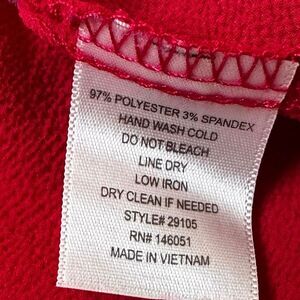 97% POLYESTER 3% SPANDEX
HAND WASH COLD
DO NOT BLEACH
LINE DRY
LOW IRON
DRY CLEAN IF NEEDED
STYLE# 29105
RN# 146051
MADE IN VIETNAM